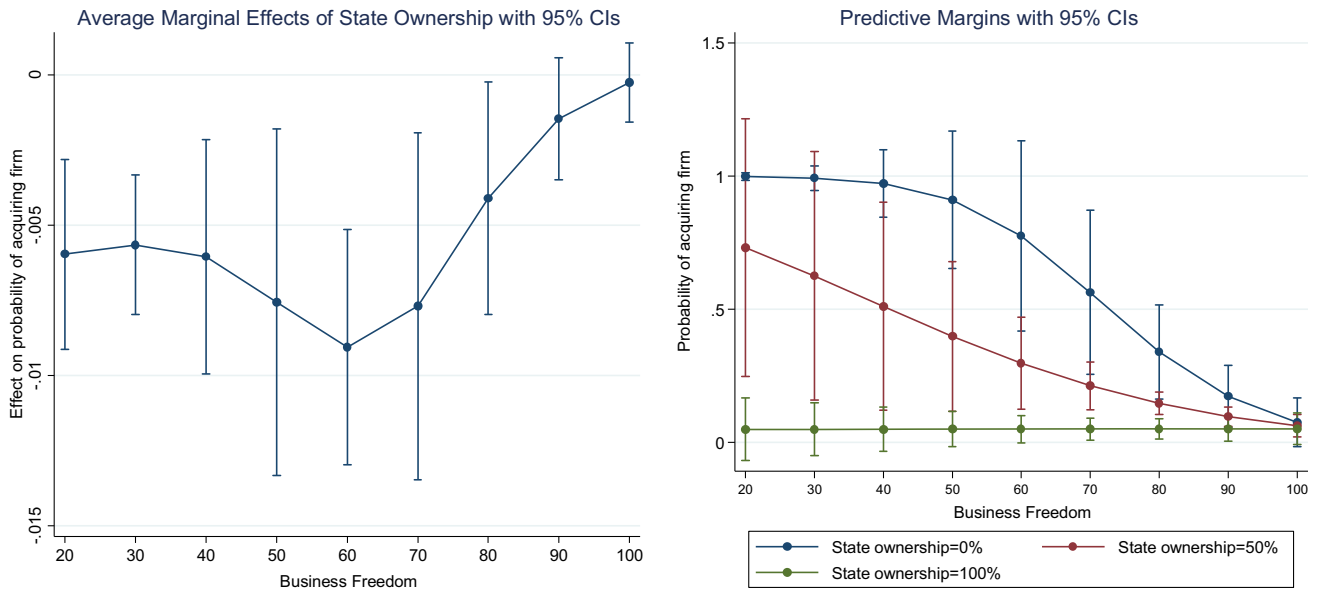 Average Marginal Effects of State Ownership with 95% CIs
Effect on probability of acquiring firm
0
-.005
-.01
-.015
20 30 40 50 60 70 80 90 100
Business Freedom
Predictive Margins with 95% CIs
Probability of acquiring firm
1.5
1
.5
0
20 30 40 50 60 70 80 90 100
Business Freedom
State ownership=0% State ownership=50%
State ownership=100%